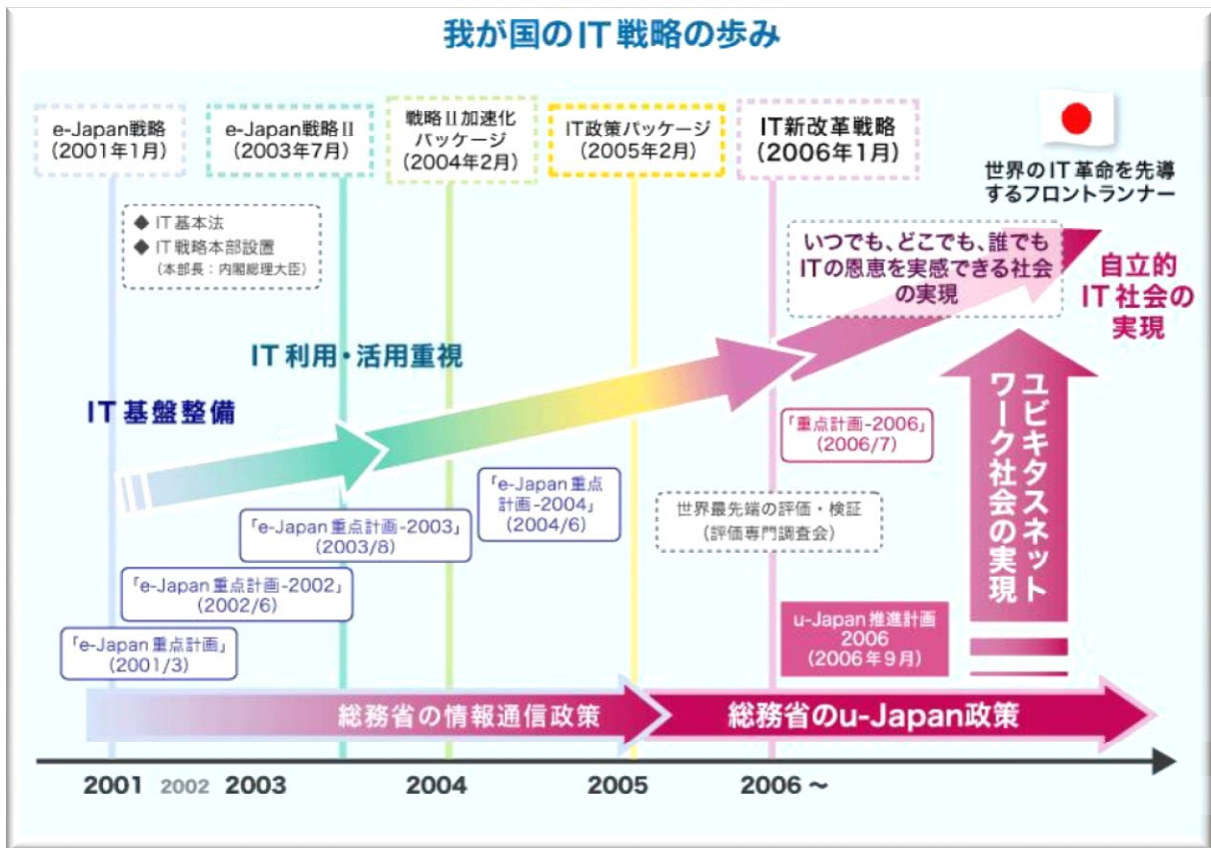 我が国のIT戦略の歩み
e-Japan戦略
(2001年1月)
e-Japan戦略Ⅱ
(2003年7月)
戦略Ⅱ加速化
パッケージ
(2004年2月)
IT政策パッケージ
(2005年2月)
IT新改革戦略
(2006年1月)
世界のIT革命を先導
するフロントランナー
◆ IT基本法
◆ IT戦略本部設置
(本部長:内閣総理大臣)
いつでも、どこでも、誰でも
ITの恩恵を実感できる社会
の実現
自立的
IT社会の
実現
IT利用・活用重視
IT基盤整備
「重点計画-2006」
(2006/7)
ユビキタスネット
ワーク社会の実現
「e-Japan重点
計画-2004」
(2004/6)
世界最先端の評価・検証
(評価専門調査会)
「e-Japan重点計画-2003」
(2003/8)
「e-Japan重点計画-2002」
(2002/6)
「e-Japan重点計画」
(2001/3)
u-Japan推進計画
2006
(2006年9月)
総務省の情報通信政策
総務省のu-Japan政策
2001 2002 2003 2004 2005 2006~